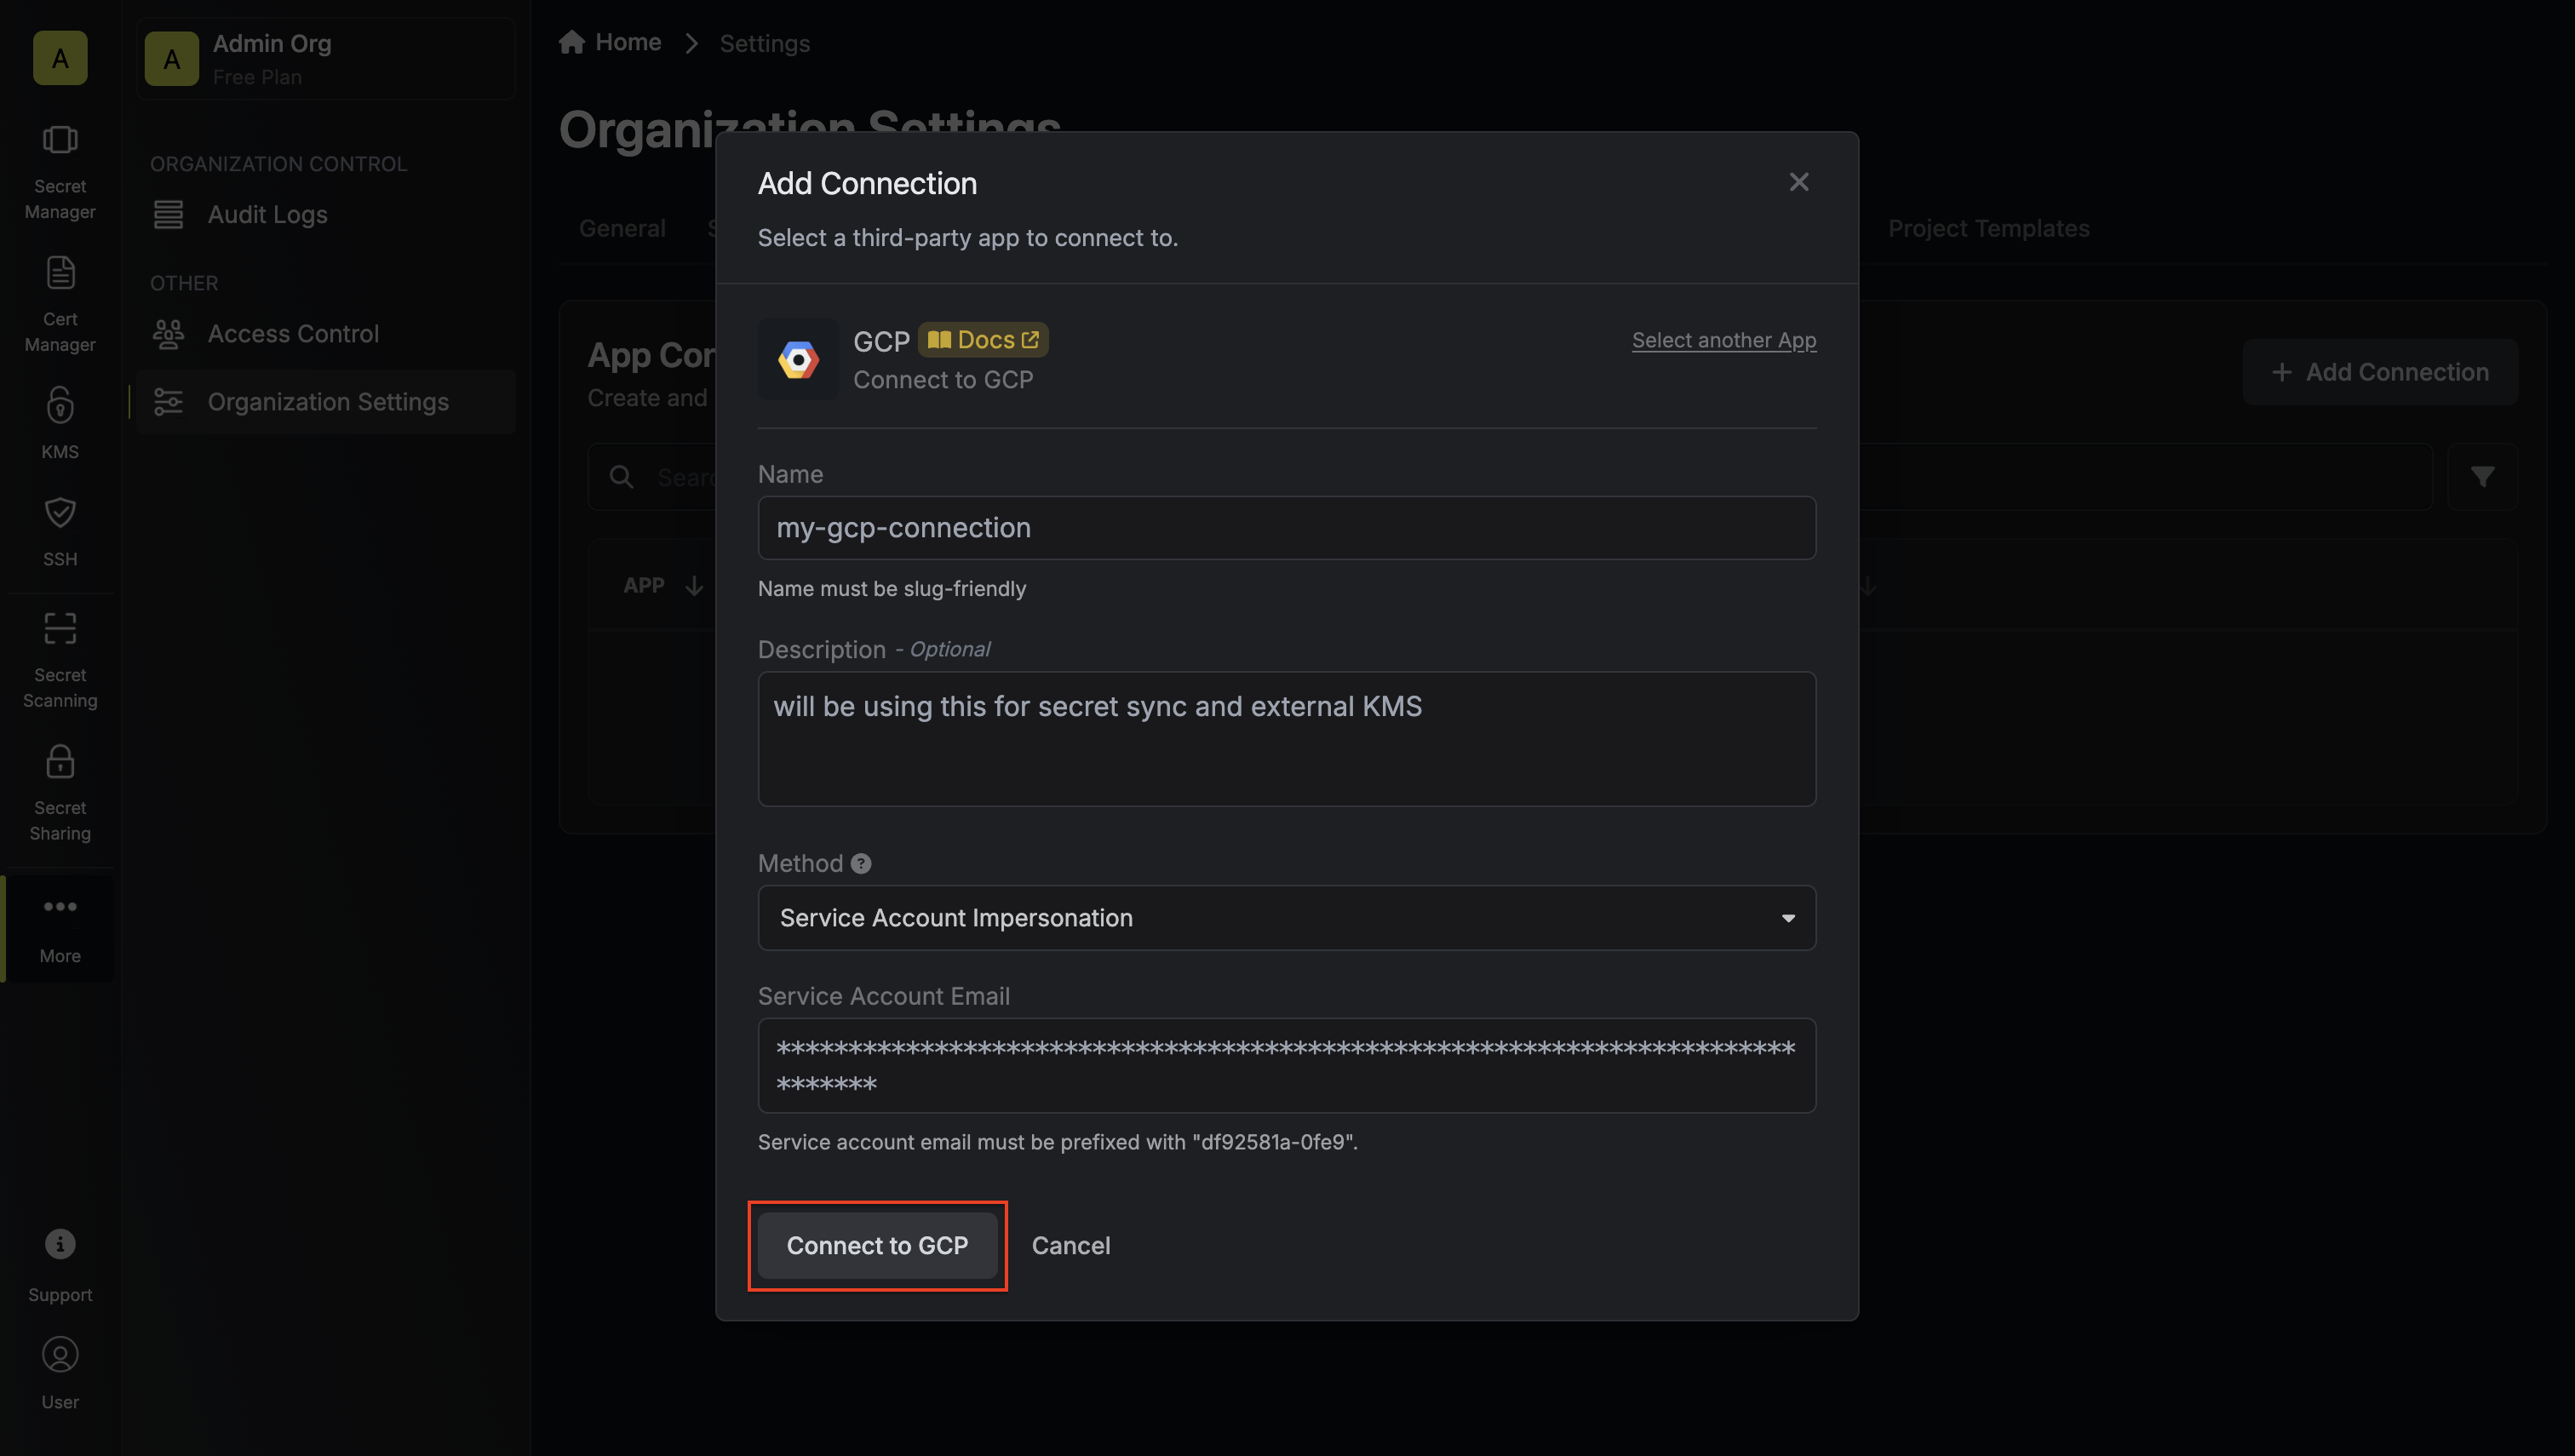 A
Secret
Manager
Cert
Manager
KMS
SSH
Secret
Scanning
Secret
Sharing
More
Support
User
A
Admin Org
Free Plan
ORGANIZATION CONTROL
Audit Logs
OTHER
Access Control
Organization Settings
Home
Settings
Organization Settings
General
Project Templates
App Con
Create and
Add Connection
Searc
APP
Add Connection
Select a third-party app to connect to.
GCP
Docs
Select another App
Connect to GCP
Name
my-gcp-connection
Name must be slug-friendly
Description - Optional
will be using this for secret sync and external KMS
Method
Service Account Impersonation
Service Account Email
***********************************************************************
*******
Service account email must be prefixed with "df92581a-0fe9".
Connect to GCP
Cancel